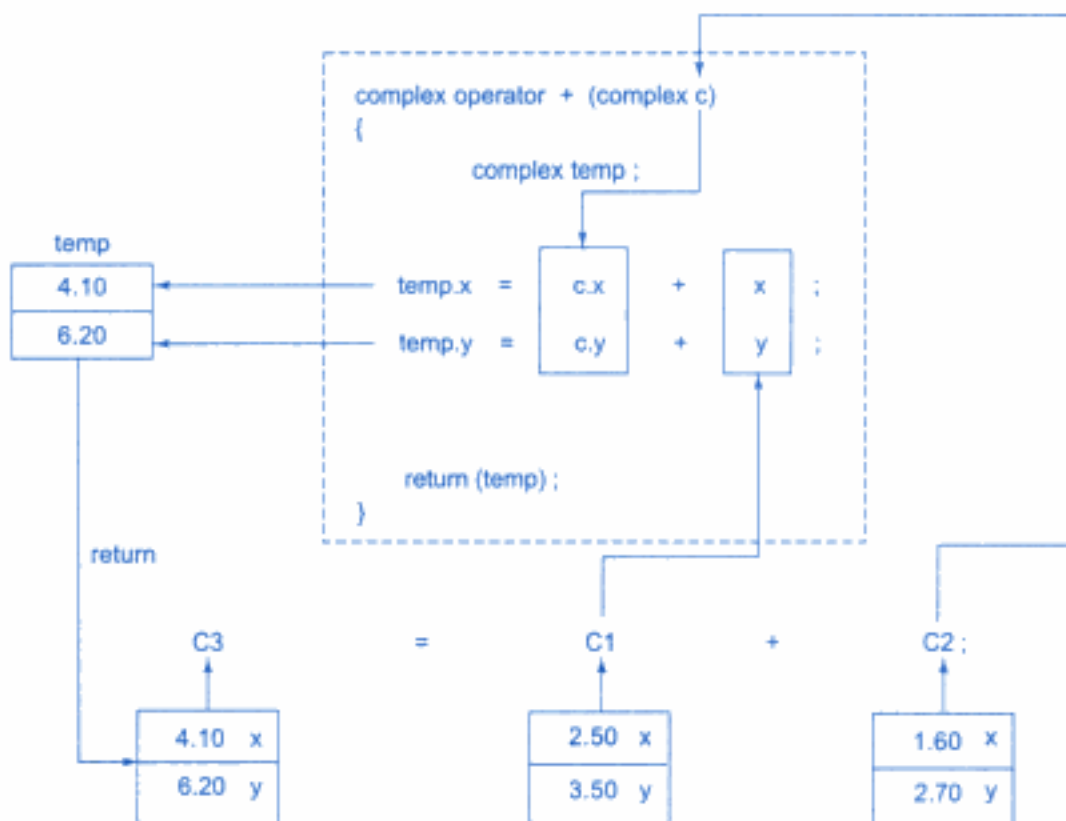 complex operator + (complex c)
{
complex temp ;
temp
4.10
6.20
temp.x = c.x + x ;
temp.y = c.y + y ;
return (temp) ;
}
return
C3 = C1 + C2 ;
4.10 x
6.20 y
2.50 x
3.50 y
1.60 x
2.70 y